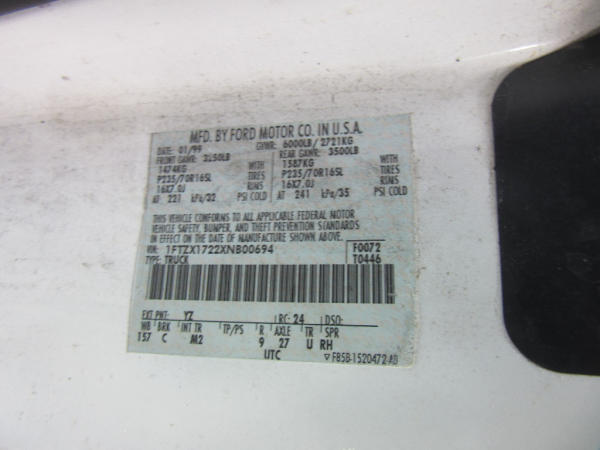 MFD. BY FORD MOTOR CO. IN U.S.A.
DATE: 01/99 GVWR: 6000LB/ 2721KG
FRONT GAWR: 3250LB REAR GAWR: 3500LB
1474KG WITH 1587KG WITH
P235/70R16SL TIRES P235/70R16SL TIRES
16X7.0J RIMS 16X7.0J RIMS
AT 221 kPa/32 PSI COLD AT 241 kPa/35 PSI COLD
THIS VEHICLE CONFORMS TO ALL APPLICABLE FEDERAL MOTOR
VEHICLE SAFETY, BUMPER, AND THEFT PREVENTION STANDARDS
IN EFFECT ON THE DATE OF MANUFACTURE SHOWN ABOVE.
VIN: 1FTZX1722XNB00694 F0072
TYPE: TRUCK T0446
EXT PNT: YZ RC: 24 DSO:
WB BRK INT TR TP/PS R AXLE TR SPR
157 C M2 9 27 U RH
UTC F85B-1520472-AB